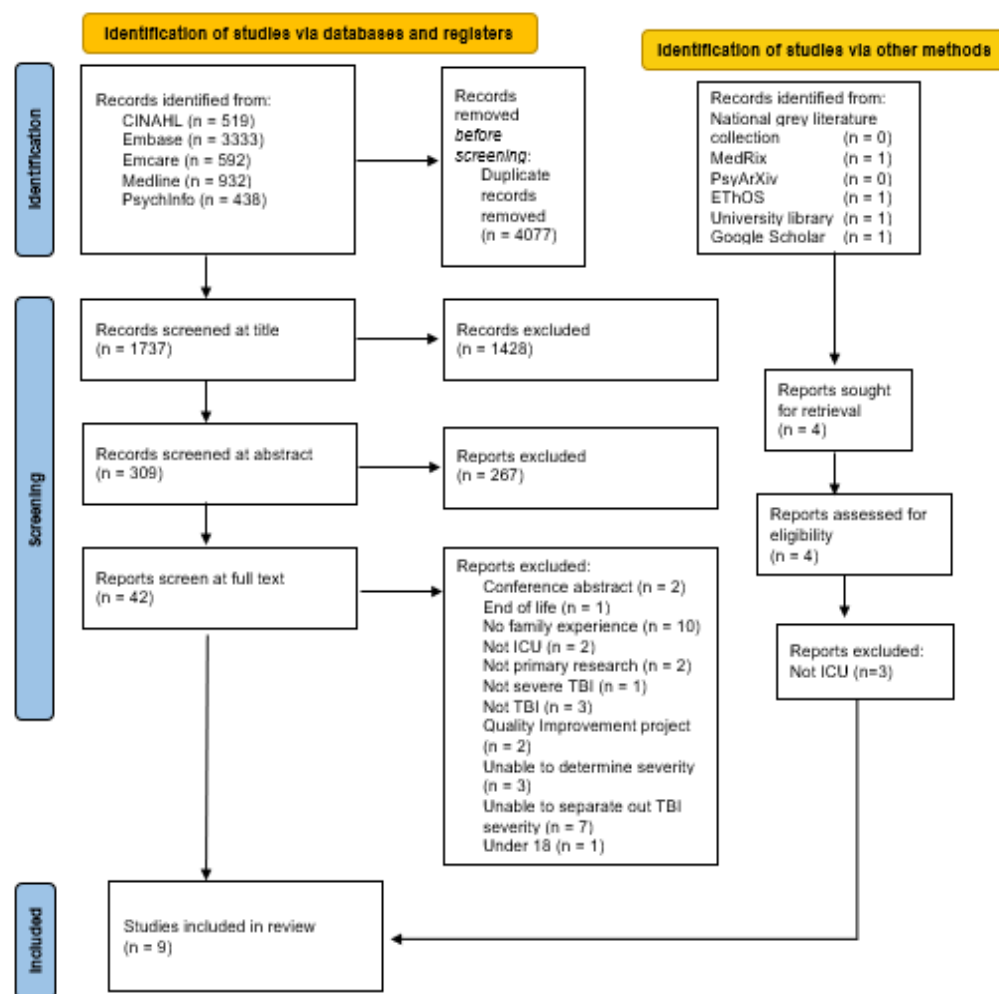 Identification of studies via databases and registers
Identification of studies via other methods
Identification
Records identified from:
CINAHL (n = 519)
Embase (n = 3333)
Emcare (n = 592)
Medline (n = 932)
PsychInfo (n = 438)
Records
removed
before
screening:
Duplicate
records
removed
(n = 4077)
Records identified from:
National grey literature
collection (n = 0)
MedRix (n = 1)
PsyArXiv (n = 0)
EThOS (n = 1)
University library (n = 1)
Google Scholar (n = 1)
Screening
Records screened at title
(n = 1737)
Records excluded
(n = 1428)
Reports sought
for retrieval
(n = 4)
Records screened at abstract
(n = 309)
Reports excluded
(n = 267)
Reports assessed for
eligibility
(n = 4)
Reports screen at full text
(n = 42)
Reports excluded:
Conference abstract (n = 2)
End of life (n = 1)
No family experience (n = 10)
Not ICU (n = 2)
Not primary research (n = 2)
Not severe TBI (n = 1)
Not TBI (n = 3)
Quality Improvement project
(n = 2)
Unable to determine severity
(n = 3)
Unable to separate out TBI
severity (n = 7)
Under 18 (n = 1)
Reports excluded:
Not ICU (n=3)
Included
Studies included in review
(n = 9)